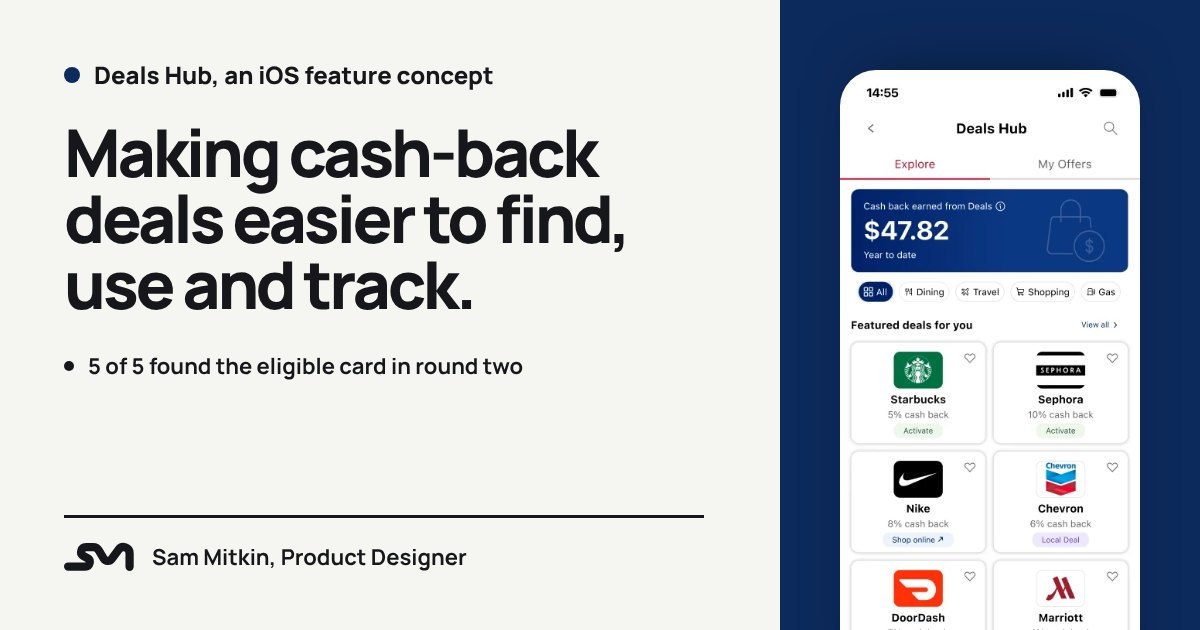 Deals Hub, an iOS feature concept
Making cash-back
deals easier to find,
use and track.
5 of 5 found the eligible card in round two
SM Sam Mitkin, Product Designer
14:55
Deals Hub
Explore My Offers
Cash back earned from Deals
$47.82
Year to date
All Dining Travel Shopping Gas
Featured deals for you View all
SEPHORA
Starbucks Sephora
5% cash back 10% cash back
Activate Activate
Chevron
Nike Chevron
8% cash back 6% cash back
Shop online Local Deal
DoorDash Marriott